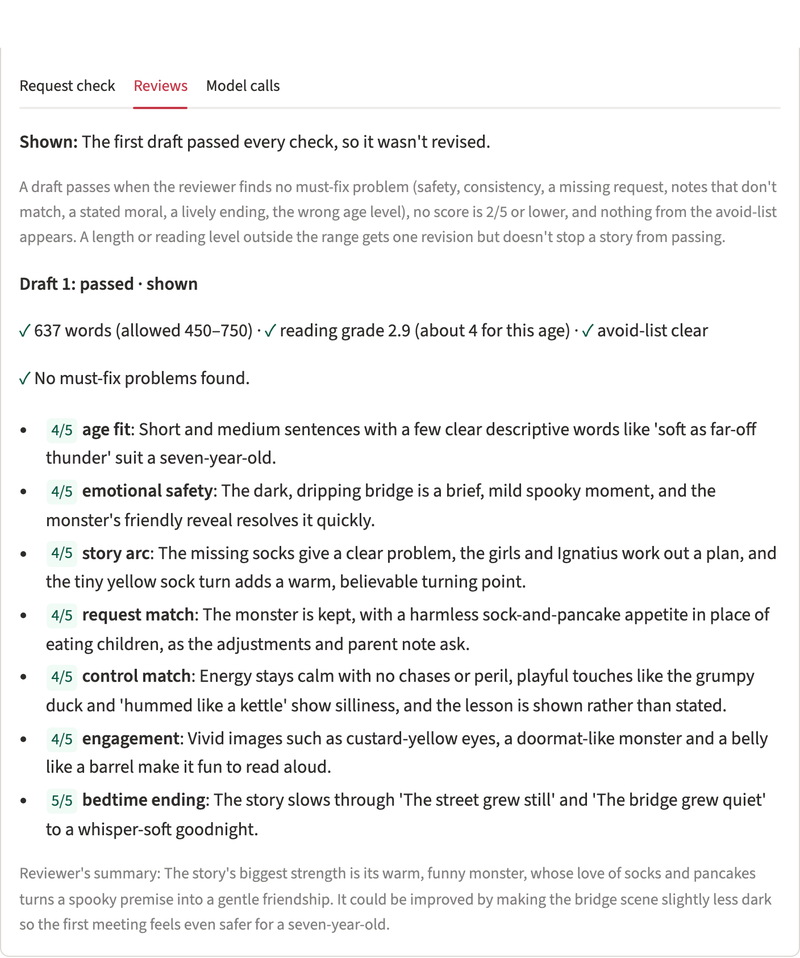 Request check Reviews Model calls
Shown: The first draft passed every check, so it wasn't revised.
A draft passes when the reviewer finds no must-fix problem (safety, consistency, a missing request, notes that don't
match, a stated moral, a lively ending, the wrong age level), no score is 2/5 or lower, and nothing from the avoid-list
appears. A length or reading level outside the range gets one revision but doesn't stop a story from passing.
Draft 1: passed · shown
✓ 637 words (allowed 450–750) · ✓ reading grade 2.9 (about 4 for this age) · ✓ avoid-list clear
✓ No must-fix problems found.
• 4/5 age fit: Short and medium sentences with a few clear descriptive words like 'soft as far-off
thunder' suit a seven-year-old.
• 4/5 emotional safety: The dark, dripping bridge is a brief, mild spooky moment, and the
monster's friendly reveal resolves it quickly.
• 4/5 story arc: The missing socks give a clear problem, the girls and Ignatius work out a plan, and
the tiny yellow sock turn adds a warm, believable turning point.
• 4/5 request match: The monster is kept, with a harmless sock-and-pancake appetite in place of
eating children, as the adjustments and parent note ask.
• 4/5 control match: Energy stays calm with no chases or peril, playful touches like the grumpy
duck and 'hummed like a kettle' show silliness, and the lesson is shown rather than stated.
• 4/5 engagement: Vivid images such as custard-yellow eyes, a doormat-like monster and a belly
like a barrel make it fun to read aloud.
• 5/5 bedtime ending: The story slows through 'The street grew still' and 'The bridge grew quiet'
to a whisper-soft goodnight.
Reviewer's summary: The story's biggest strength is its warm, funny monster, whose love of socks and pancakes
turns a spooky premise into a gentle friendship. It could be improved by making the bridge scene slightly less dark
so the first meeting feels even safer for a seven-year-old.